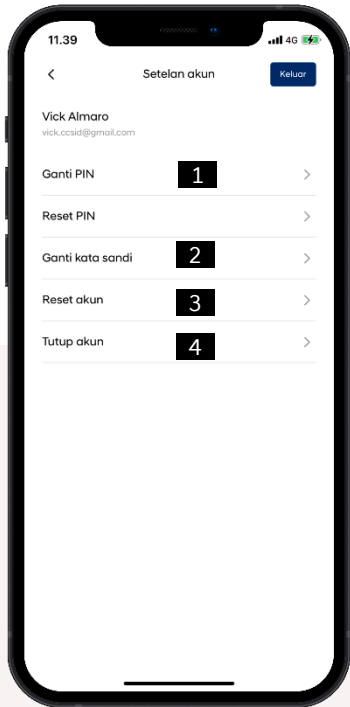 11.39
4G
Setelan akun
Keluar
Vick Almaro
vick.ccsid@gmail.com
Ganti PIN 1
Reset PIN
Ganti kata sandi 2
Reset akun 3
Tutup akun 4